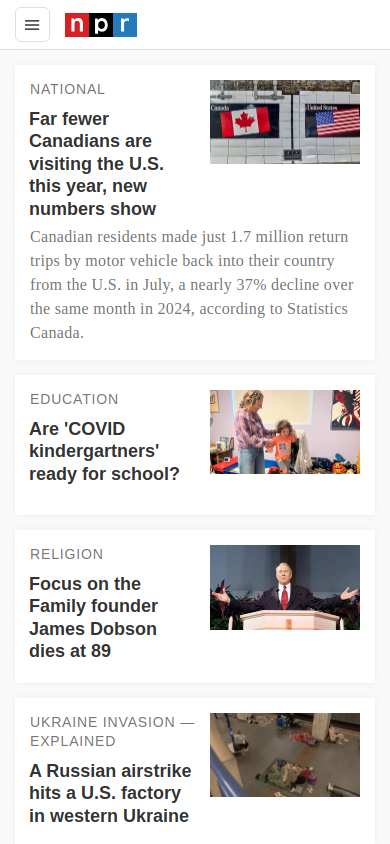 npr
NATIONAL
Far fewer
Canadians are
visiting the U.S.
this year, new
numbers show
Canada
United States
Canadian residents made just 1.7 million return
trips by motor vehicle back into their country
from the U.S. in July, a nearly 37% decline over
the same month in 2024, according to Statistics
Canada.
EDUCATION
Are 'COVID
kindergartners'
ready for school?
RELIGION
Focus on the
Family founder
James Dobson
dies at 89
UKRAINE INVASION —
EXPLAINED
A Russian airstrike
hits a U.S. factory
in western Ukraine